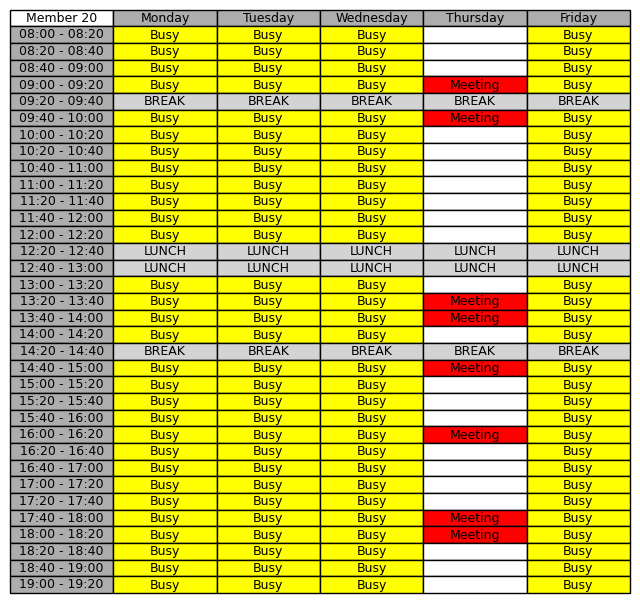 Member 20 Monday Tuesday Wednesday Thursday Friday
08:00 - 08:20 Busy Busy Busy Busy
08:20 - 08:40 Busy Busy Busy Busy
08:40 - 09:00 Busy Busy Busy Busy
09:00 - 09:20 Busy Busy Busy Meeting Busy
09:20 - 09:40 BREAK BREAK BREAK BREAK BREAK
09:40 - 10:00 Busy Busy Busy Meeting Busy
10:00 - 10:20 Busy Busy Busy Busy
10:20 - 10:40 Busy Busy Busy Busy
10:40 - 11:00 Busy Busy Busy Busy
11:00 - 11:20 Busy Busy Busy Busy
11:20 - 11:40 Busy Busy Busy Busy
11:40 - 12:00 Busy Busy Busy Busy
12:00 - 12:20 Busy Busy Busy Busy
12:20 - 12:40 LUNCH LUNCH LUNCH LUNCH LUNCH
12:40 - 13:00 LUNCH LUNCH LUNCH LUNCH LUNCH
13:00 - 13:20 Busy Busy Busy Busy
13:20 - 13:40 Busy Busy Busy Meeting Busy
13:40 - 14:00 Busy Busy Busy Meeting Busy
14:00 - 14:20 Busy Busy Busy Busy
14:20 - 14:40 BREAK BREAK BREAK BREAK BREAK
14:40 - 15:00 Busy Busy Busy Meeting Busy
15:00 - 15:20 Busy Busy Busy Busy
15:20 - 15:40 Busy Busy Busy Busy
15:40 - 16:00 Busy Busy Busy Busy
16:00 - 16:20 Busy Busy Busy Meeting Busy
16:20 - 16:40 Busy Busy Busy Busy
16:40 - 17:00 Busy Busy Busy Busy
17:00 - 17:20 Busy Busy Busy Busy
17:20 - 17:40 Busy Busy Busy Busy
17:40 - 18:00 Busy Busy Busy Meeting Busy
18:00 - 18:20 Busy Busy Busy Meeting Busy
18:20 - 18:40 Busy Busy Busy Busy
18:40 - 19:00 Busy Busy Busy Busy
19:00 - 19:20 Busy Busy Busy Busy